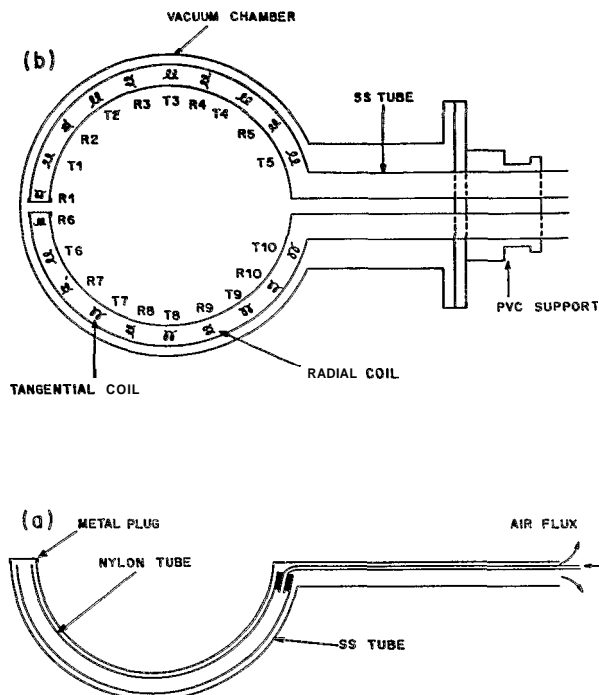 VACUUM CHAMBER
(b)
SS TUBE
R3 T3 R4
T2 T4
R2 R5
T1 T5
R1
R6
T6 T10
R7 R10
T7 R8 T8 R9 T9
PVC SUPPORT
RADIAL COIL
TANGENTIAL COIL
(a)
METAL PLUG
AIR FLUX
NYLON TUBE
SS TUBE